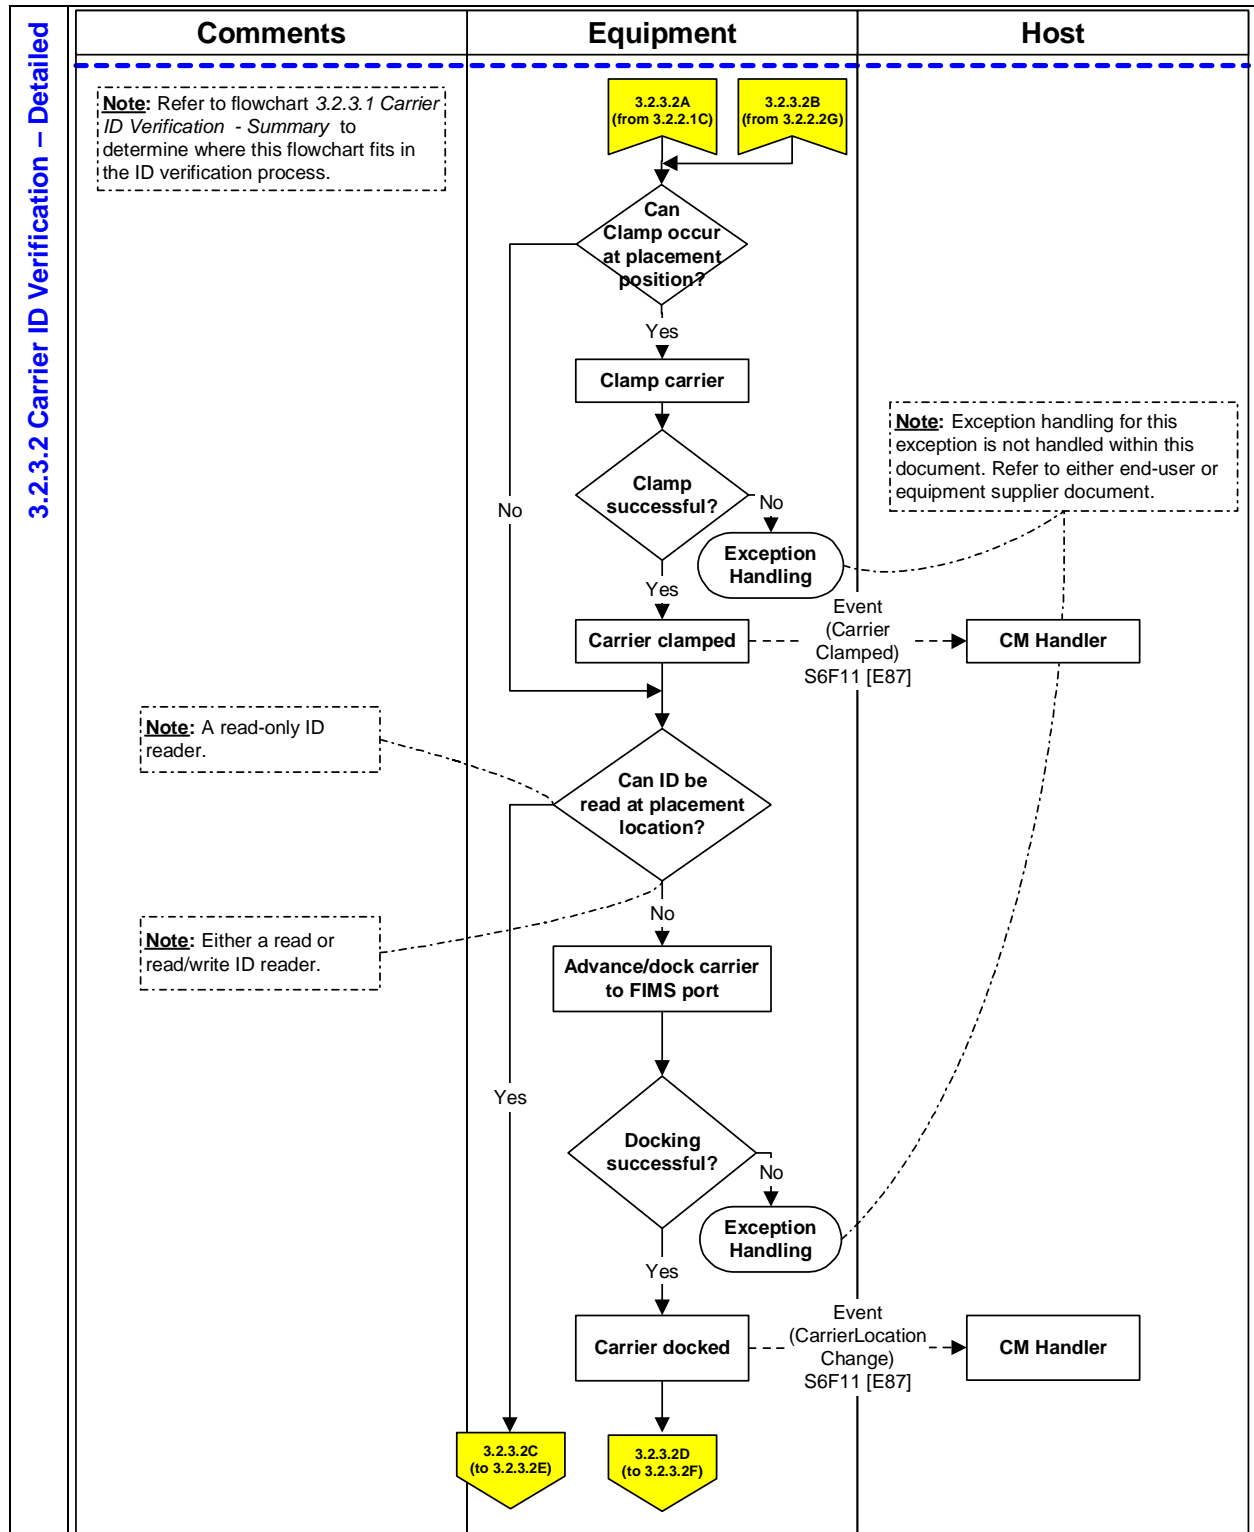 3.2.3.2 Carrier ID Verification – Detailed
Comments
Equipment
Host
Note: Refer to flowchart 3.2.3.1 Carrier
ID Verification - Summary to
determine where this flowchart fits in
the ID verification process.
3.2.3.2A
(from 3.2.2.1C)
3.2.3.2B
(from 3.2.2.2G)
Can
Clamp occur
at placement
position?
Yes
No
Clamp carrier
Note: Exception handling for this
exception is not handled within this
document. Refer to either end-user or
equipment supplier document.
Clamp
successful?
No
Exception
Handling
Yes
Carrier clamped
Event
(Carrier
Clamped)
S6F11 [E87]
CM Handler
Note: A read-only ID
reader.
Can ID be
read at placement
location?
No
Yes
Note: Either a read or
read/write ID reader.
Advance/dock carrier
to FIMS port
Docking
successful?
No
Exception
Handling
Yes
Carrier docked
Event
(CarrierLocation
Change)
S6F11 [E87]
CM Handler
3.2.3.2C
(to 3.2.3.2E)
3.2.3.2D
(to 3.2.3.2F)